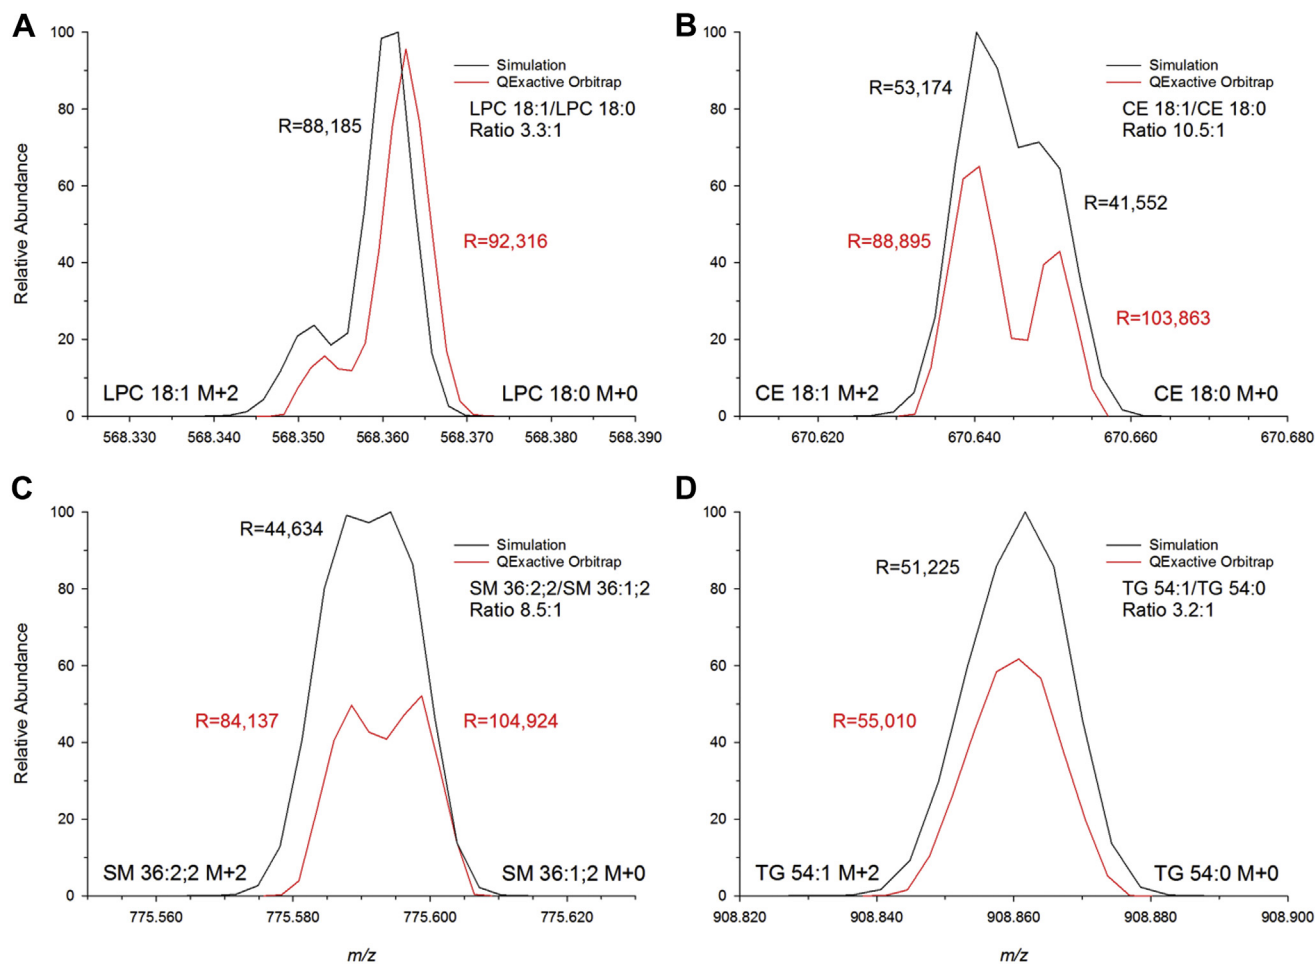 A
Relative Abundance
100
80
60
40
20
0
Simulation
QExactive Orbitrap
LPC 18:1/LPC 18:0
Ratio 3.3:1
R=88,185
R=92,316
LPC 18:1 M+2
LPC 18:0 M+0
568.330 568.340 568.350 568.360 568.370 568.380 568.390
B
100
80
60
40
20
0
Simulation
QExactive Orbitrap
CE 18:1/CE 18:0
Ratio 10.5:1
R=53,174
R=41,552
R=88,895
R=103,863
CE 18:1 M+2
CE 18:0 M+0
670.620 670.640 670.660 670.680
C
Relative Abundance
100
80
60
40
20
0
Simulation
QExactive Orbitrap
SM 36:2;2/SM 36:1;2
Ratio 8.5:1
R=44,634
R=84,137
R=104,924
SM 36:2;2 M+2
SM 36:1;2 M+0
775.560 775.580 775.600 775.620
m/z
D
100
80
60
40
20
0
Simulation
QExactive Orbitrap
TG 54:1/TG 54:0
Ratio 3.2:1
R=51,225
R=55,010
TG 54:1 M+2
TG 54:0 M+0
908.820 908.840 908.860 908.880 908.900
m/z